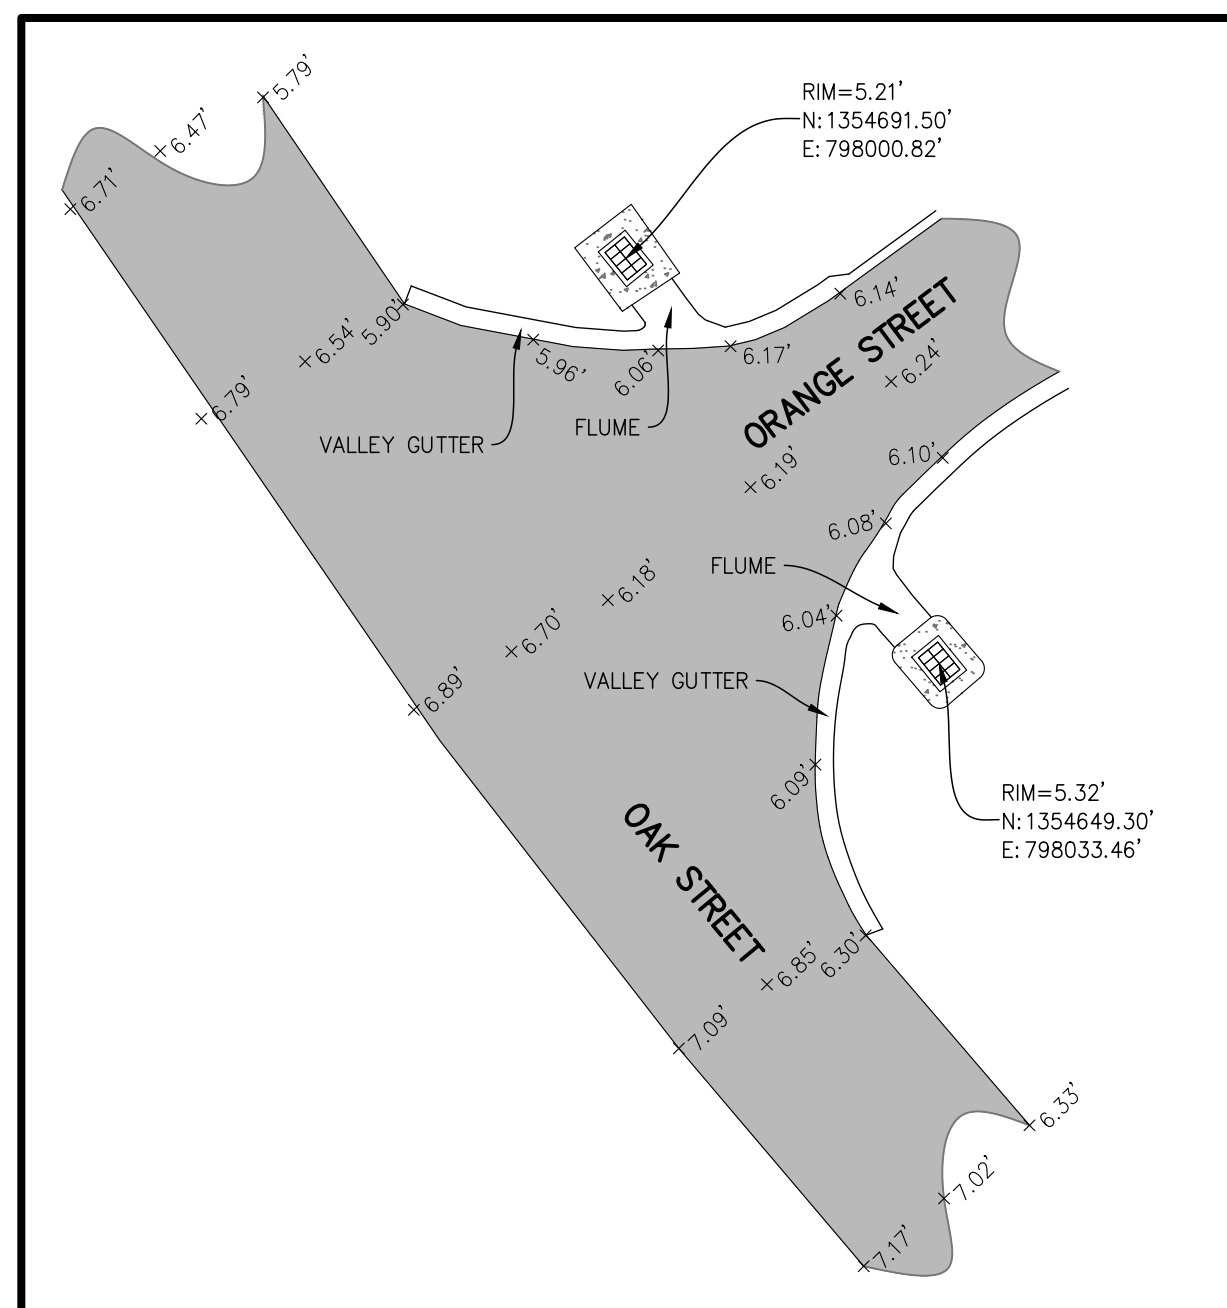 5.79'
RIM=5.21'
N:1354691.50'
E:798000.82'
6.47'
6.71'
6.14'
5.90'
6.54'
5.96'
6.06'
6.17'
ORANGE STREET
6.24'
6.79'
VALLEY GUTTER
FLUME
6.10'
6.19'
6.08'
FLUME
6.18'
6.04'
6.70'
6.89'
VALLEY GUTTER
6.09'
RIM=5.32'
N:1354649.30'
E:798033.46'
OAK STREET
6.85'
6.30'
7.09'
6.33'
7.02'
7.17'